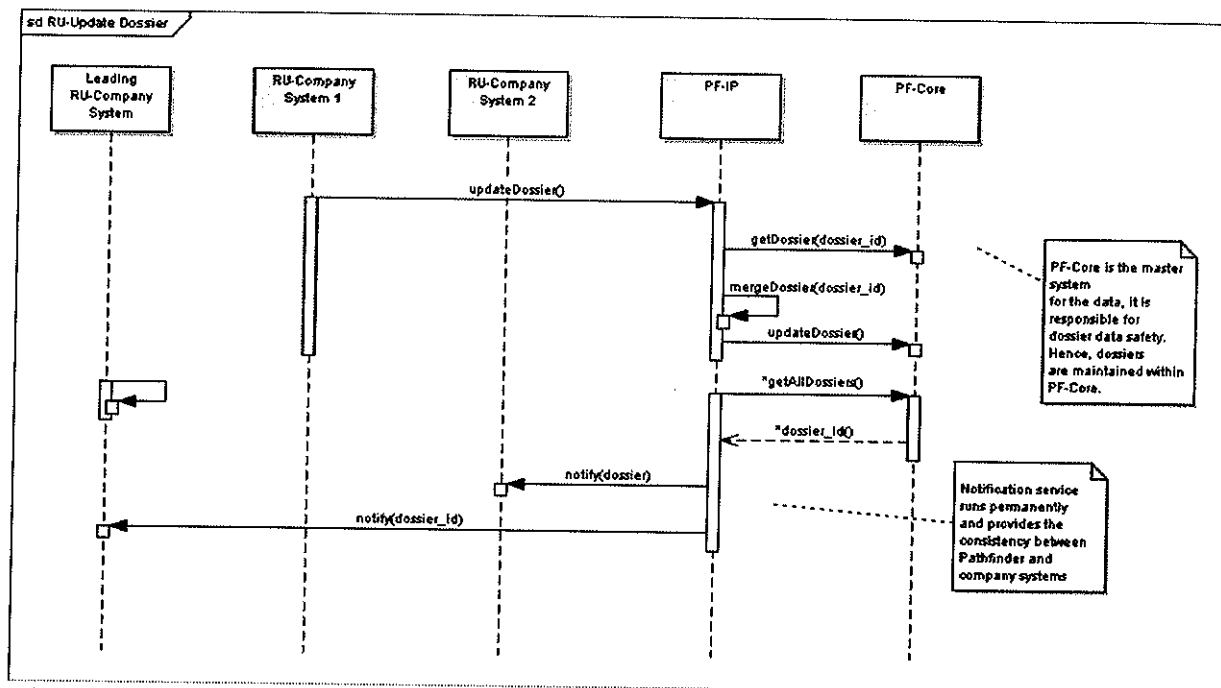 sd RU-Update Dossier
Leading
RU-Company
System
RU-Company
System 1
RU-Company
System 2
PF-IP
PF-Core
updateDossier()
getDossier(dossier_id)
mergeDossier(dossier_id)
updateDossier()
*getAllDossiers()
*dossier_id()
notify(dossier)
notify(dossier_id)
PF-Core is the master
system
for the data, it is
responsible for
dossier data safety.
Hence, dossiers
are maintained within
PF-Core.
Notification service
runs permanently
and provides the
consistency between
Pathfinder and
company systems